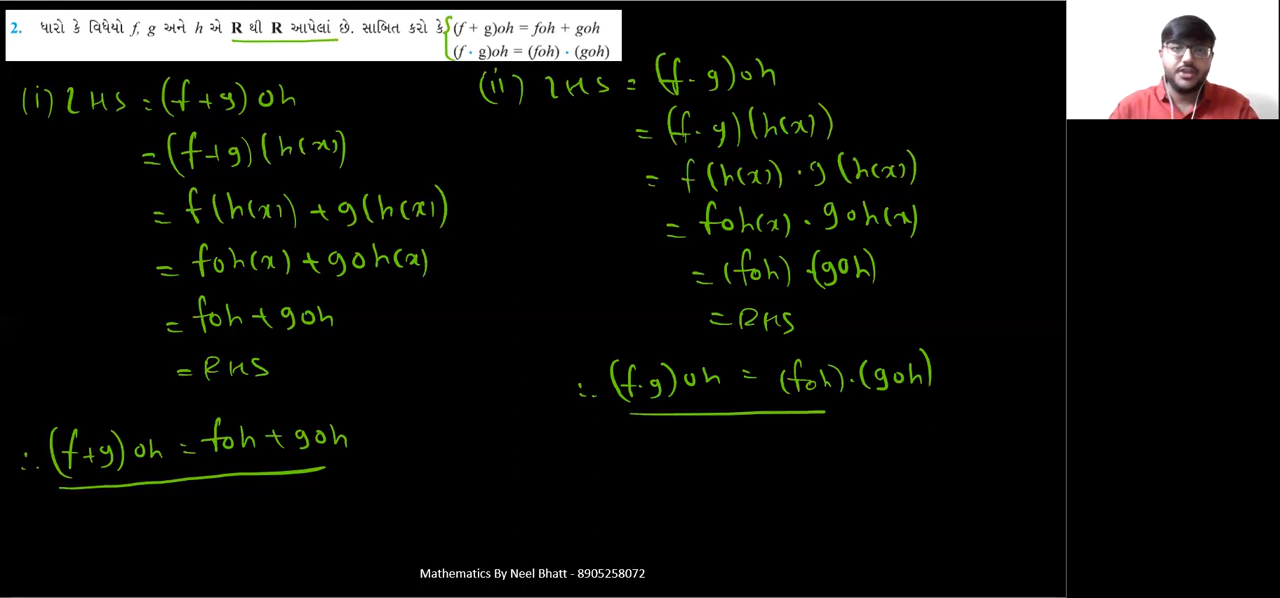 2. ધારો કે વિધેયો f, g અને h એ R થી R આપેલાં છે. સાબિત કરો કે (f + g)oh = foh + goh
(f · g)oh = (foh) · (goh)
(i) LHS = (f+g) oh
= (f+g)(h(x))
= f(h(x)) + g(h(x))
= foh(x) + goh(x)
= foh + goh
= RHS
∴ (f+g) oh = foh + goh
(ii) LHS = (f·g)oh
= (f·g)(h(x))
= f(h(x)) · g(h(x))
= foh(x) · goh(x)
= (foh) · (goh)
= RHS
∴ (f·g)oh = (foh)·(goh)
Mathematics By Neel Bhatt - 8905258072